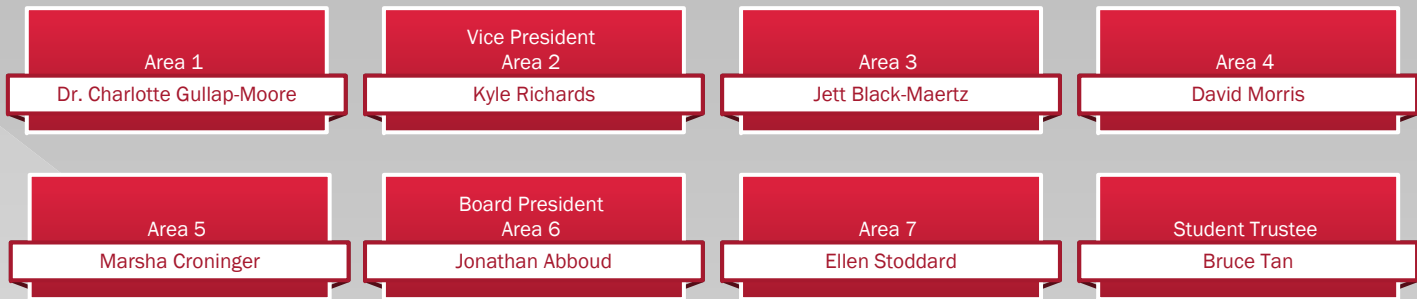 Area 1
Dr. Charlotte Gullap-Moore
Vice President
Area 2
Kyle Richards
Area 3
Jett Black-Maertz
Area 4
David Morris
Area 5
Marsha Croninger
Board President
Area 6
Jonathan Abboud
Area 7
Ellen Stoddard
Student Trustee
Bruce Tan